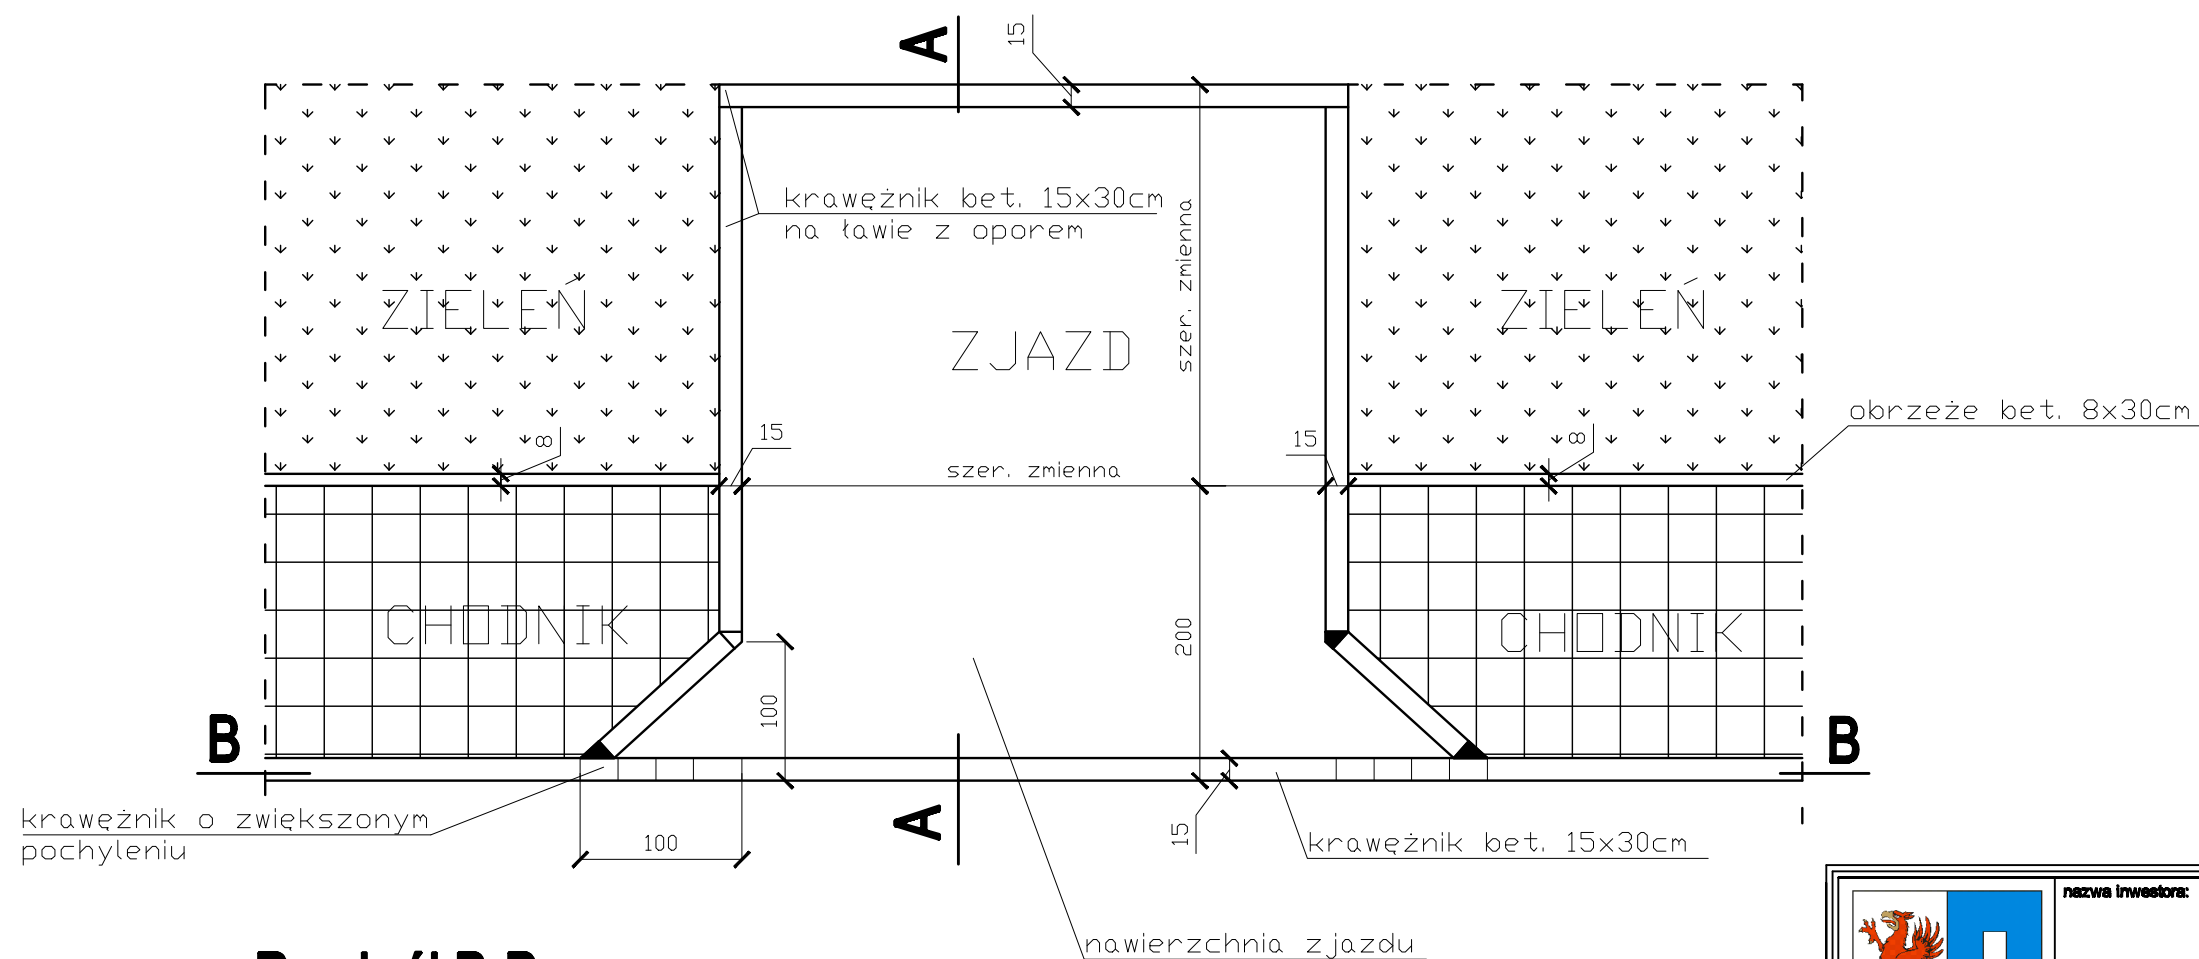 A
15
krawężnik bet. 15x30cm
na ławie z oporem
szer. zmienna
ZIELEŃ
ZJAZD
ZIELEŃ
obrzeże bet. 8x30cm
8
15
15
8
szer. zmienna
CHODNIK
CHODNIK
200
100
B
B
krawężnik o zwiększonym
pochyleniu
100
A
15
krawężnik bet. 15x30cm
nazwa inwestora:
nawierzchnia zjazdu